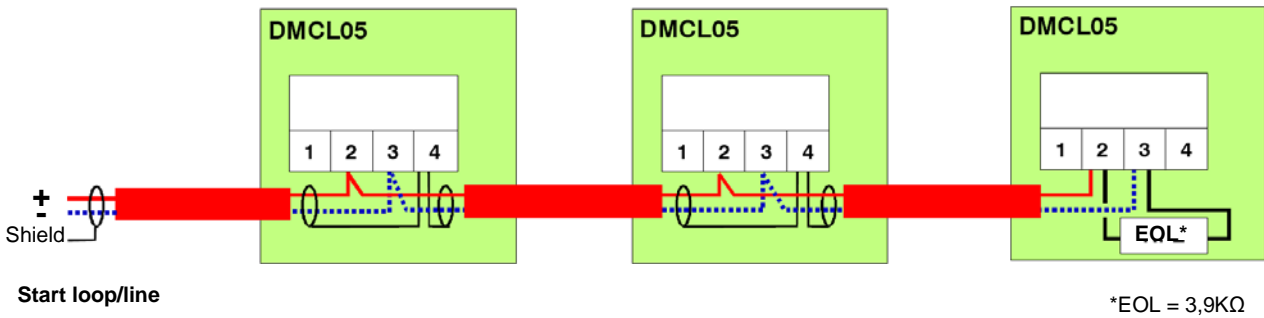 DMCL05 DMCL05 DMCL05
1 2 3 4 1 2 3 4 1 2 3 4
+
-
Shield
EOL*
Start loop/line
*EOL = 3,9KΩ